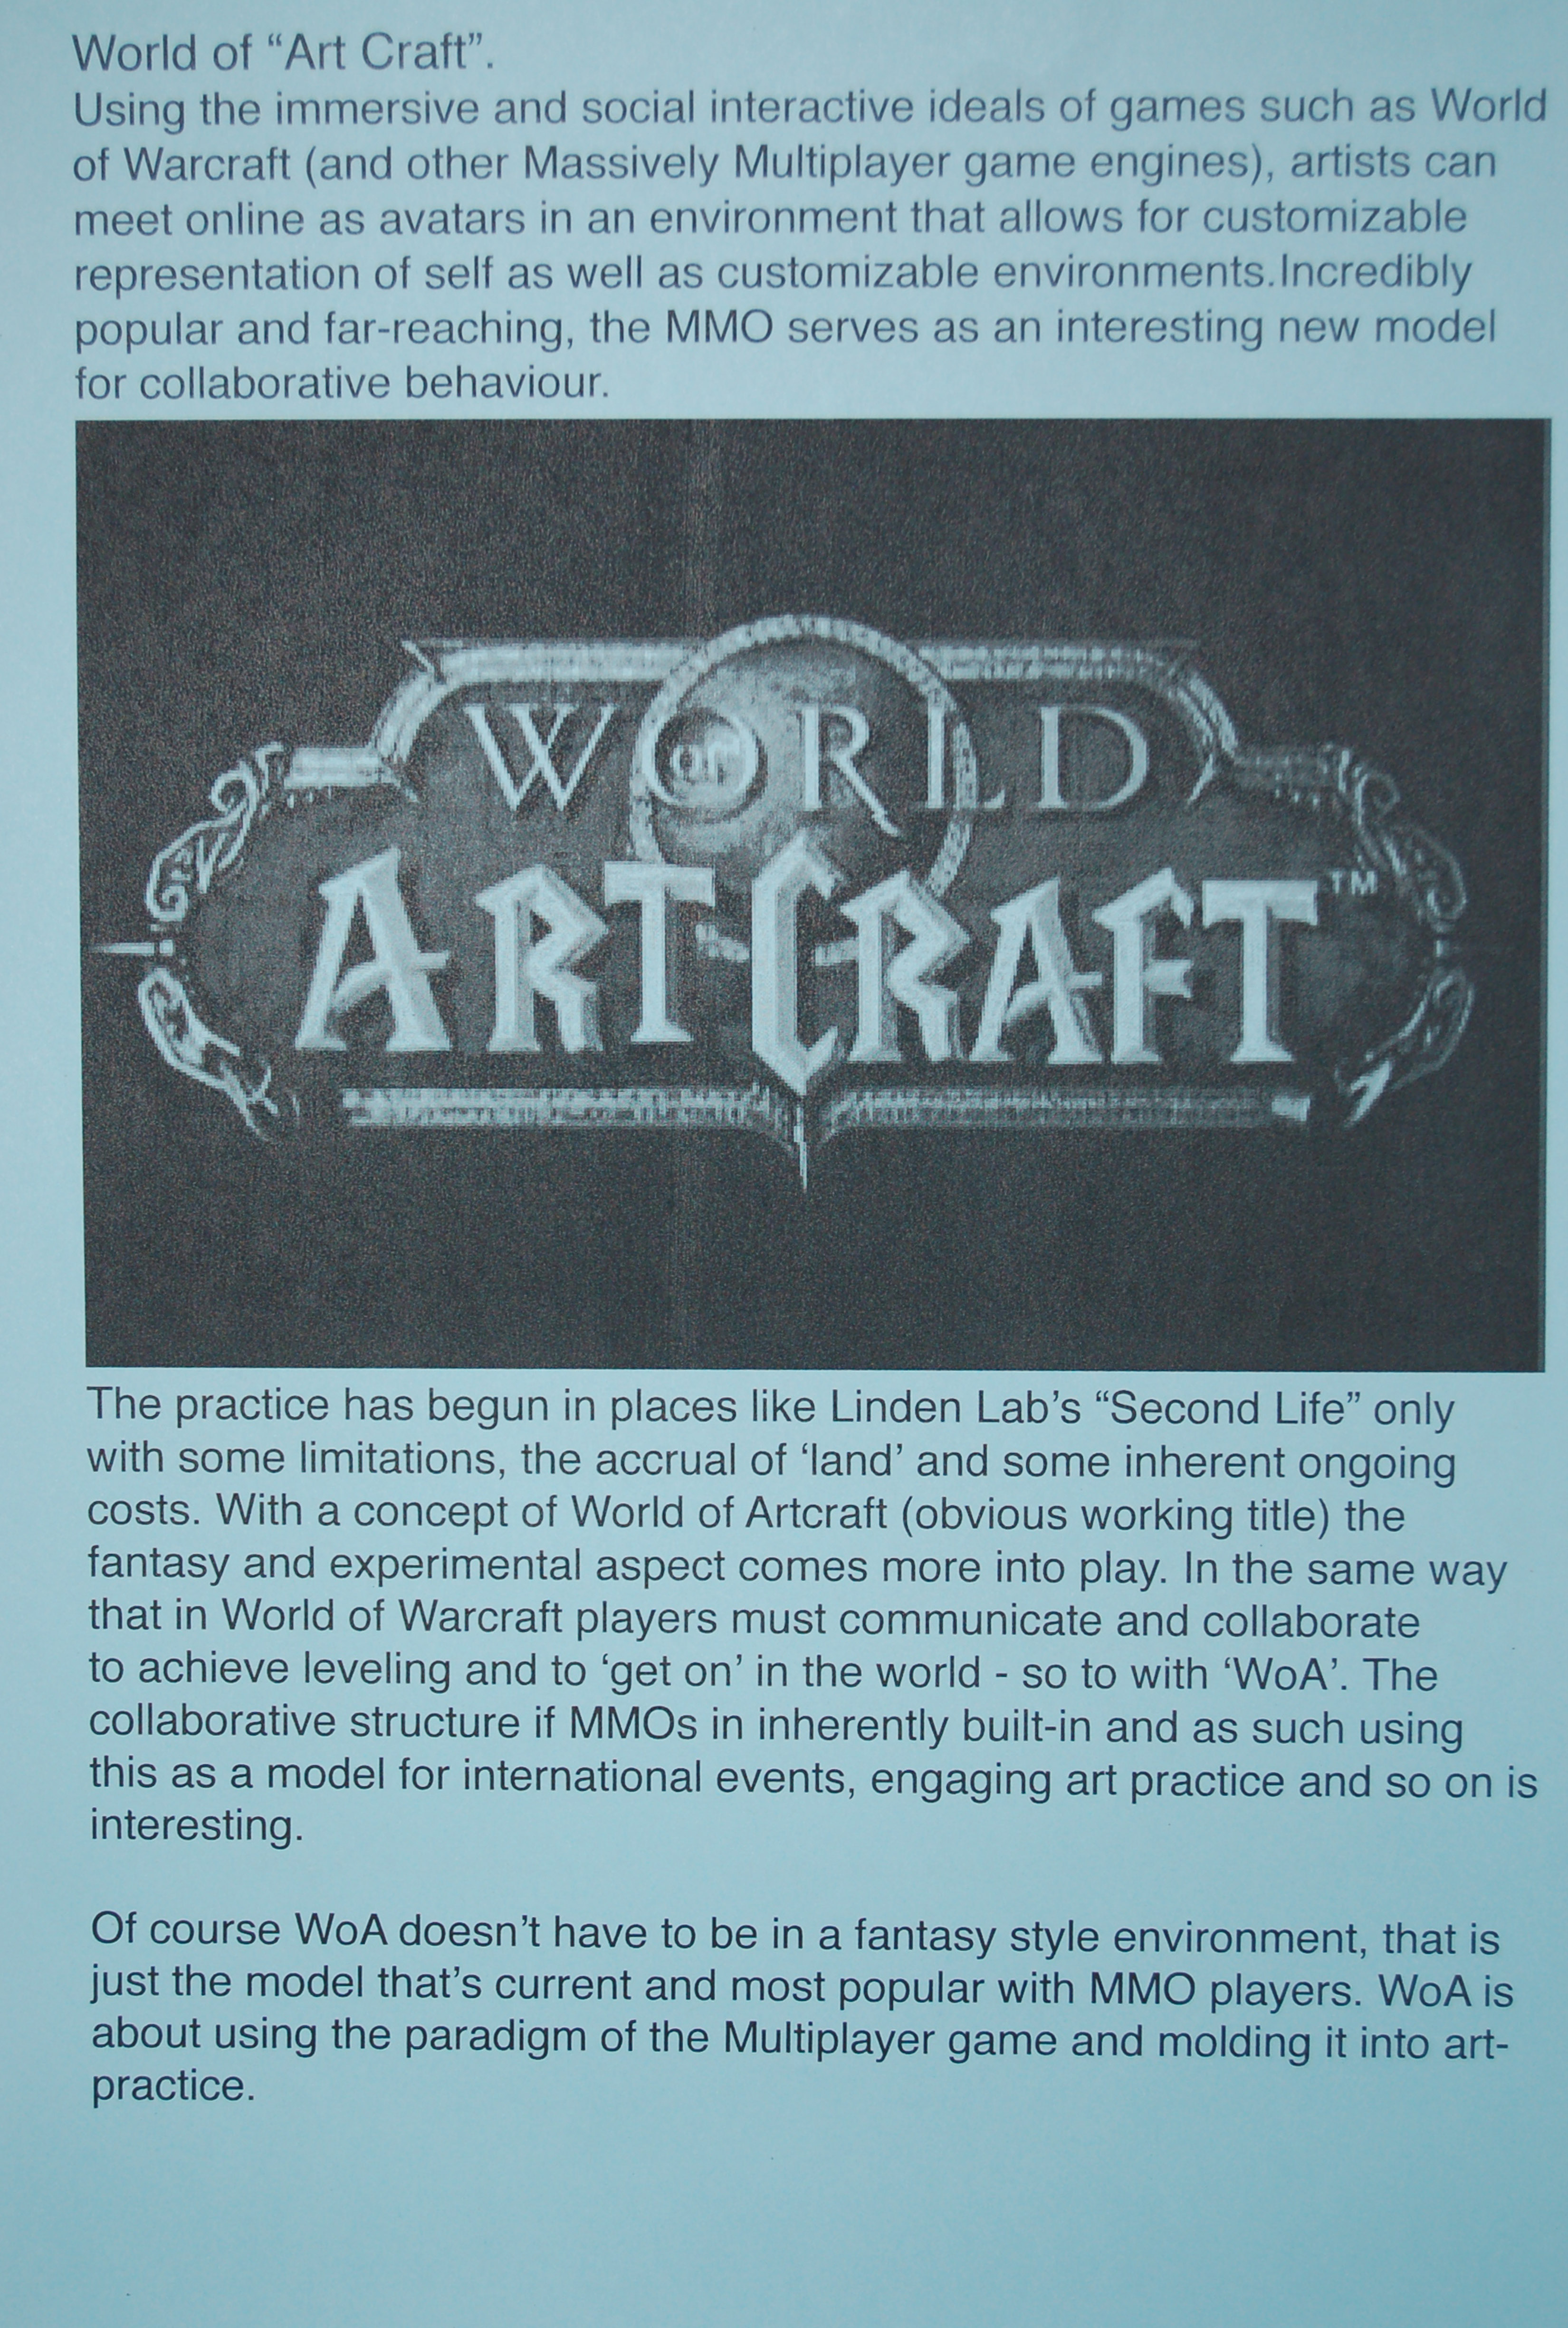 World of “Art Craft”.
Using the immersive and social interactive ideals of games such as World
of Warcraft (and other Massively Multiplayer game engines), artists can
meet online as avatars in an environment that allows for customizable
representation of self as well as customizable environments.Incredibly
popular and far-reaching, the MMO serves as an interesting new model
for collaborative behaviour.
WORLD
of
ARTCRAFT™
The practice has begun in places like Linden Lab’s “Second Life” only
with some limitations, the accrual of ‘land’ and some inherent ongoing
costs. With a concept of World of Artcraft (obvious working title) the
fantasy and experimental aspect comes more into play. In the same way
that in World of Warcraft players must communicate and collaborate
to achieve leveling and to ‘get on’ in the world - so to with ‘WoA’. The
collaborative structure if MMOs in inherently built-in and as such using
this as a model for international events, engaging art practice and so on is
interesting.
Of course WoA doesn’t have to be in a fantasy style environment, that is
just the model that’s current and most popular with MMO players. WoA is
about using the paradigm of the Multiplayer game and molding it into art-
practice.